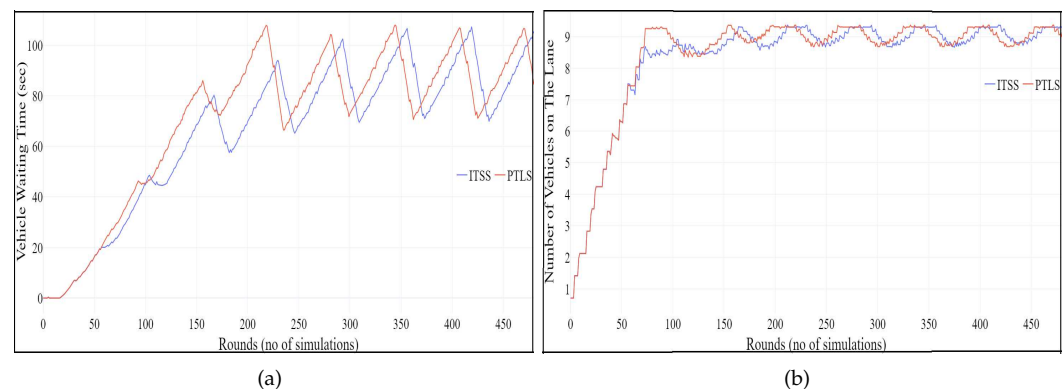 Vehicle Waiting Time (sec)
100
80
60
40
20
0
ITSS PTLS
0 50 100 150 200 250 300 350 400 450
Rounds (no of simulations)
(a)
Number of Vehicles on The Lane
9
8
7
6
5
4
3
2
1
ITSS PTLS
0 50 100 150 200 250 300 350 400 450
Rounds (no of simulations)
(b)